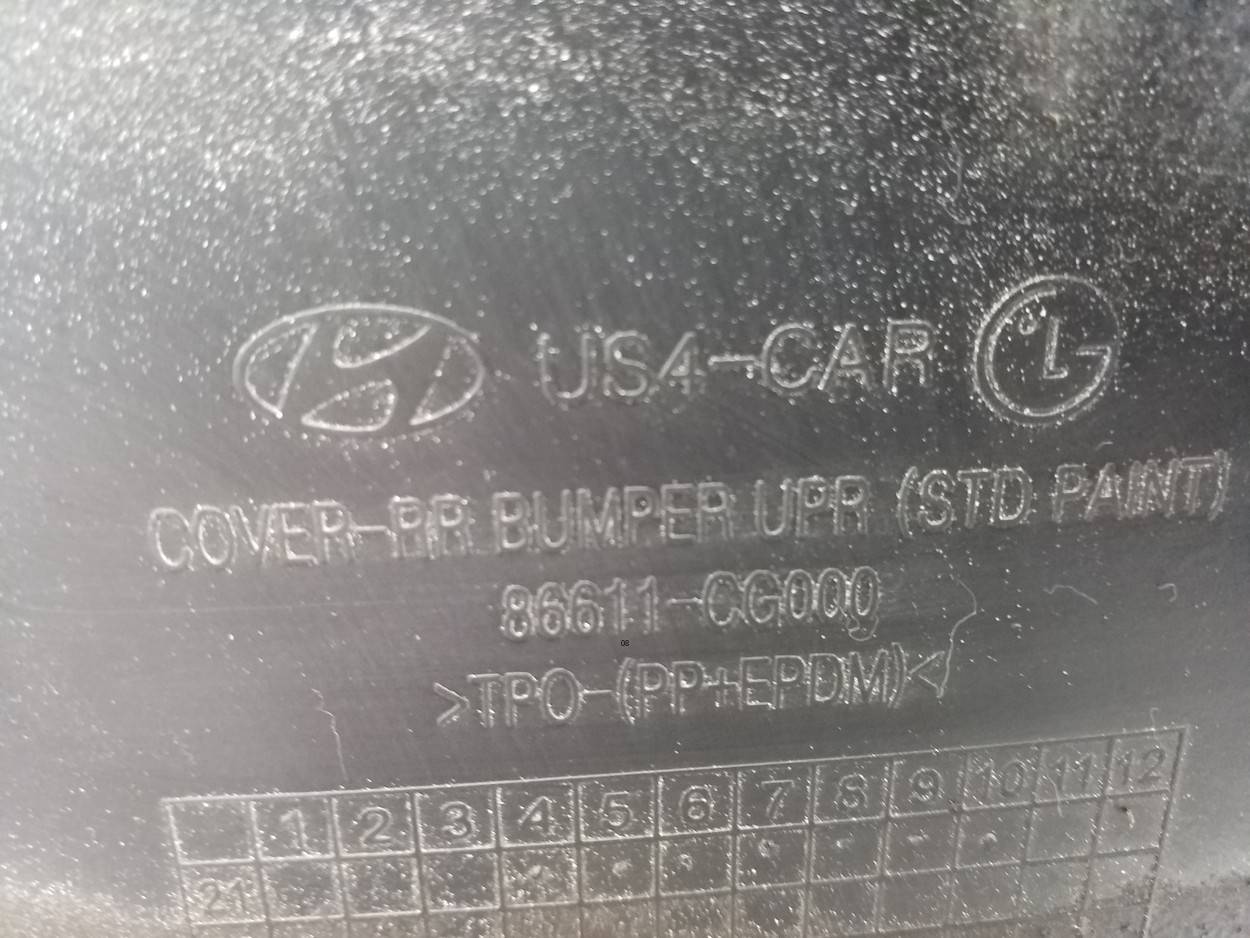 US4-CAR
COVER-RR BUMPER UPR (STD PAINT)
86611-CG000
08
>TPO-(PP+EPDM)<
1 2 3 4 5 6 7 8 9 10 11 12
21